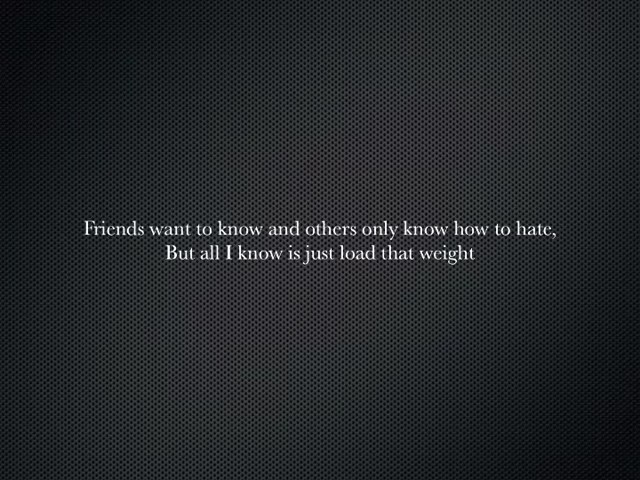 Friends want to know and others only know how to hate,
But all I know is just load that weight